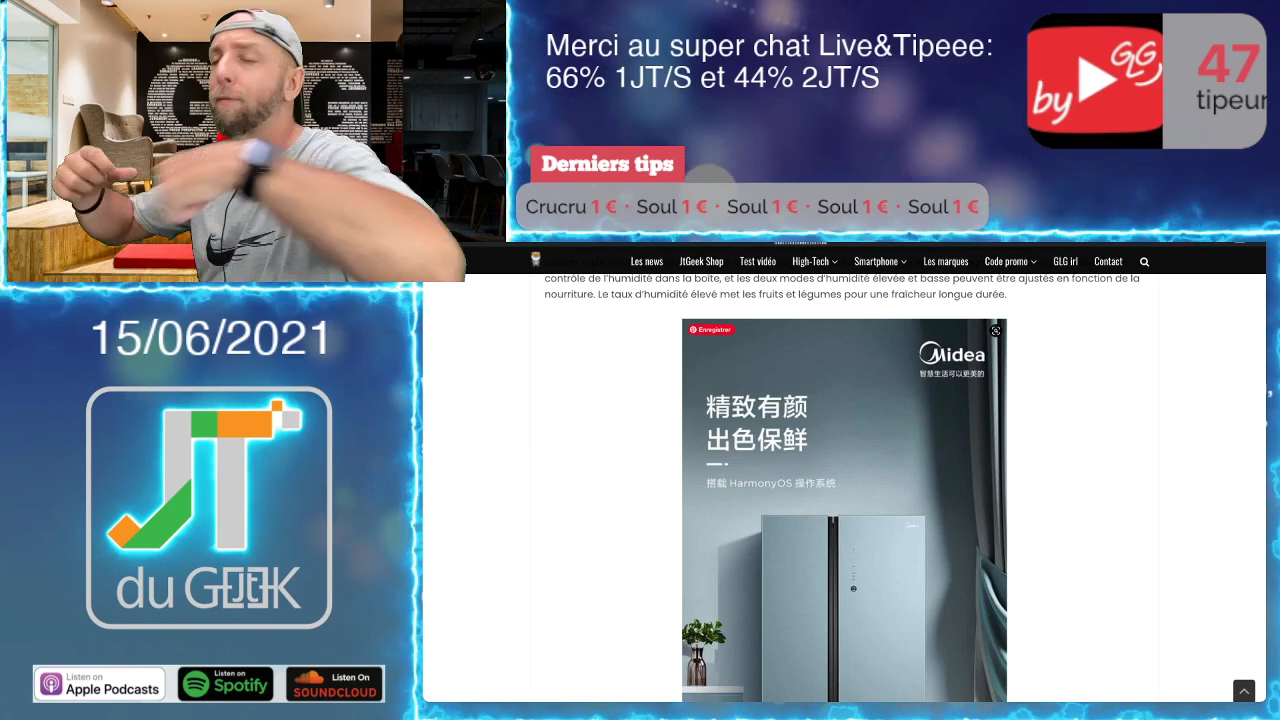 Merci au super chat Live&Tipeee:
66% 1JT/S et 44% 2JT/S
by GLG
47
tipeur
Derniers tips
Crucru 1 € · Soul 1 € · Soul 1 € · Soul 1 € · Soul 1 €
Les news JtGeek Shop Test vidéo High-Tech Smartphone Les marques Code promo GLG irl Contact
contrôle de l'humidité dans la boîte, et les deux modes d'humidité élevée et basse peuvent être ajustés en fonction de la
nourriture. Le taux d'humidité élevé met les fruits et légumes pour une fraîcheur longue durée.
Enregistrer
Midea
智慧生活可以更美的
精致有颜
出色保鲜
搭载 HarmonyOS 操作系统
Midea
15/06/2021
JT
du GEEK
Listen on
Apple Podcasts
Listen on
Spotify
Listen On
SOUNDCLOUD